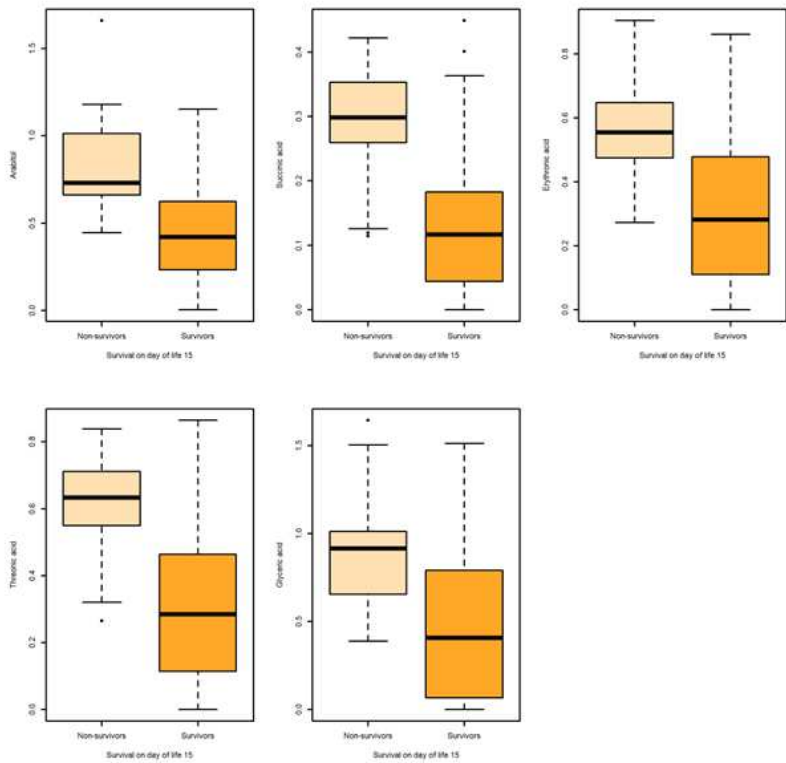 Arabitol
0.0 0.5 1.0 1.5
Non-survivors Survivors
Survival on day of life 15
Succinic acid
0.0 0.1 0.2 0.3 0.4
Non-survivors Survivors
Survival on day of life 15
Erythronic acid
0.0 0.2 0.4 0.6 0.8
Non-survivors Survivors
Survival on day of life 15
Threonic acid
0.0 0.2 0.4 0.6 0.8
Non-survivors Survivors
Survival on day of life 15
Glyceric acid
0.0 0.5 1.0 1.5
Non-survivors Survivors
Survival on day of life 15